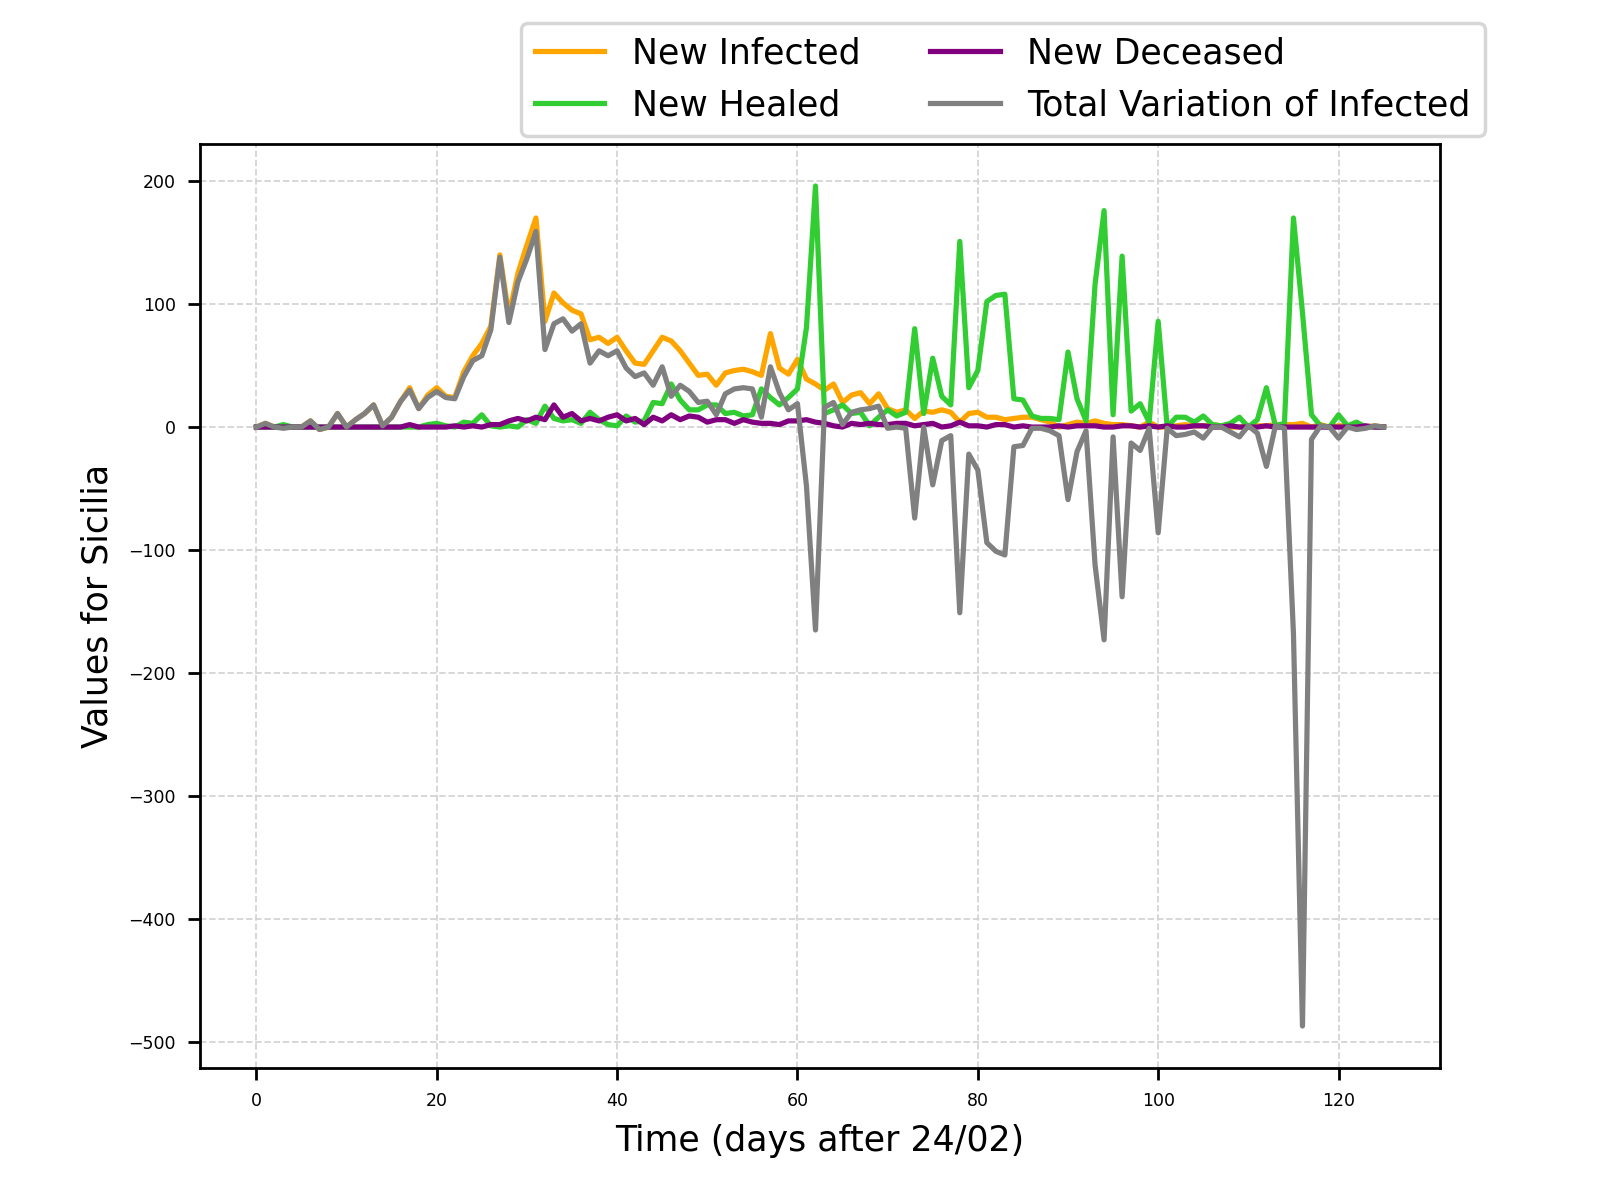 New Infected
New Healed
New Deceased
Total Variation of Infected
200
100
0
−100
−200
−300
−400
−500
Values for Sicilia
0 20 40 60 80 100 120
Time (days after 24/02)